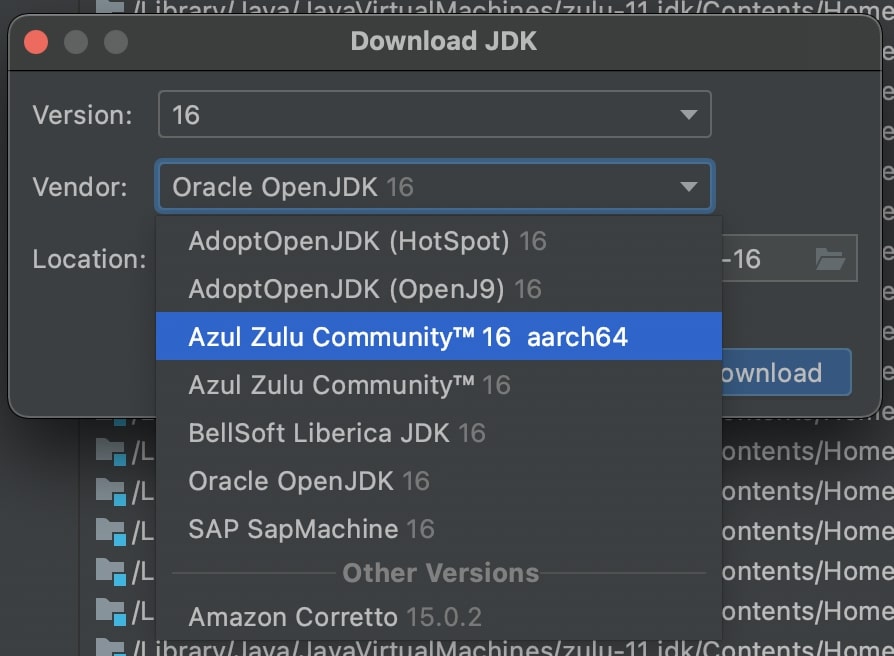 /Library/Java/JavaVirtualMachines/zulu-11.jdk/Contents/Home
Download JDK
Version: 16
Vendor: Oracle OpenJDK 16
AdoptOpenJDK (HotSpot) 16
Location: -16
AdoptOpenJDK (OpenJ9) 16
Azul Zulu Community™ 16 aarch64
Azul Zulu Community™ 16
ownload
BellSoft Liberica JDK 16
/L ontents/Home
Oracle OpenJDK 16
/L ontents/Home
SAP SapMachine 16
/L ontents/Home
Other Versions
/L ontents/Home
Amazon Corretto 15.0.2
/L ontents/Home
/Library/Java/JavaVirtualMachines/zulu-11.jdk/Contents/Home